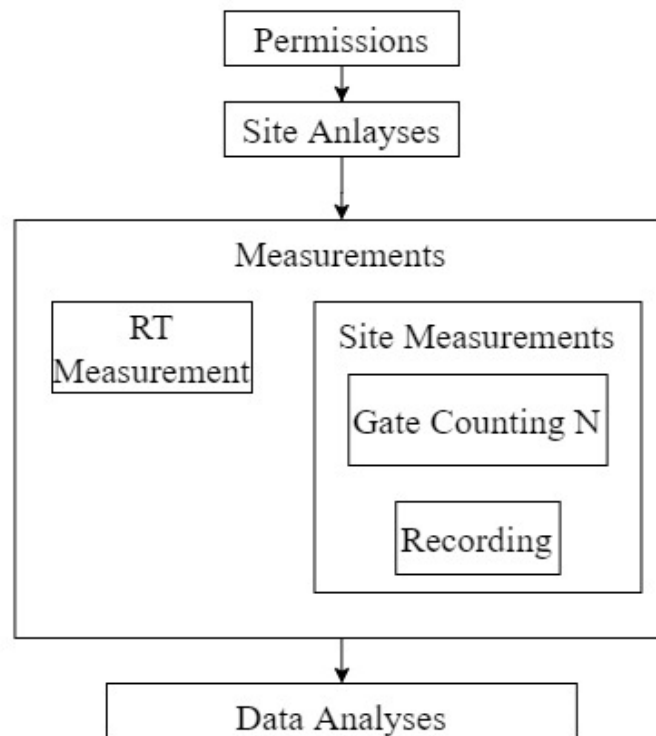 Permissions
Site Anlayses
Measurements
RT
Measurement
Site Measurements
Gate Counting N
Recording
Data Analyses